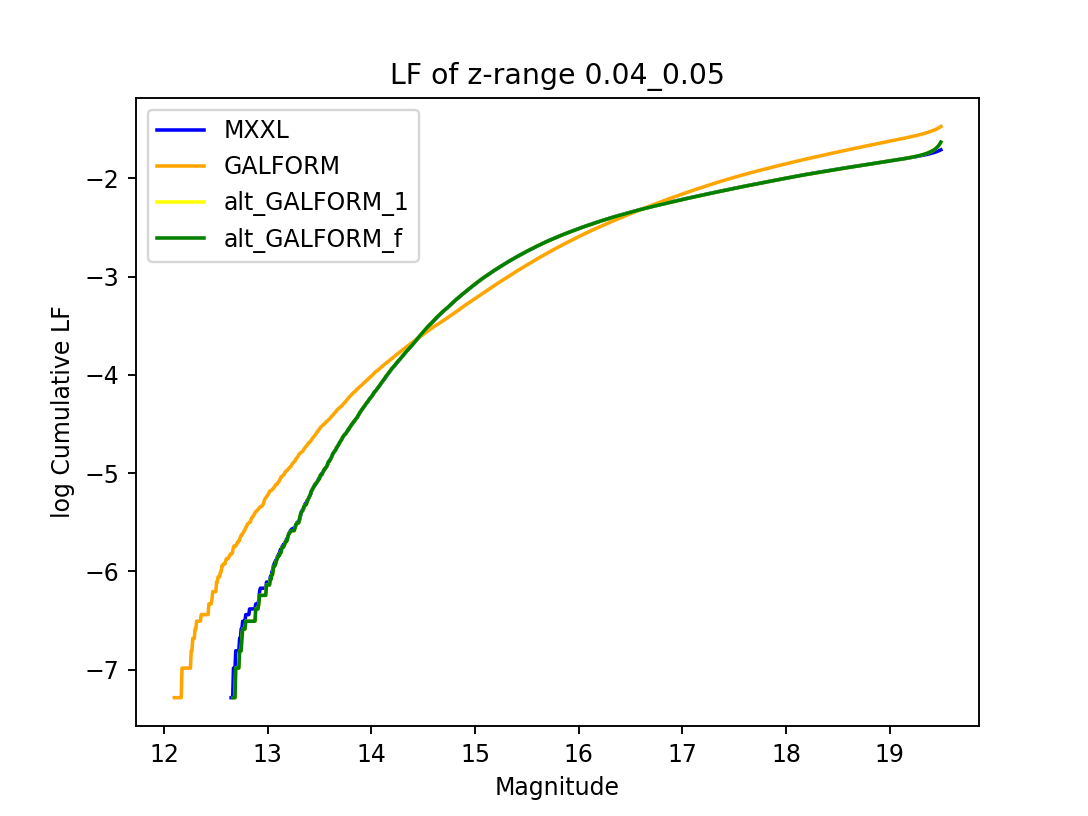 LF of z-range 0.04_0.05
MXXL
GALFORM
alt_GALFORM_1
alt_GALFORM_f
−2
−3
−4
−5
−6
−7
log Cumulative LF
12 13 14 15 16 17 18 19
Magnitude